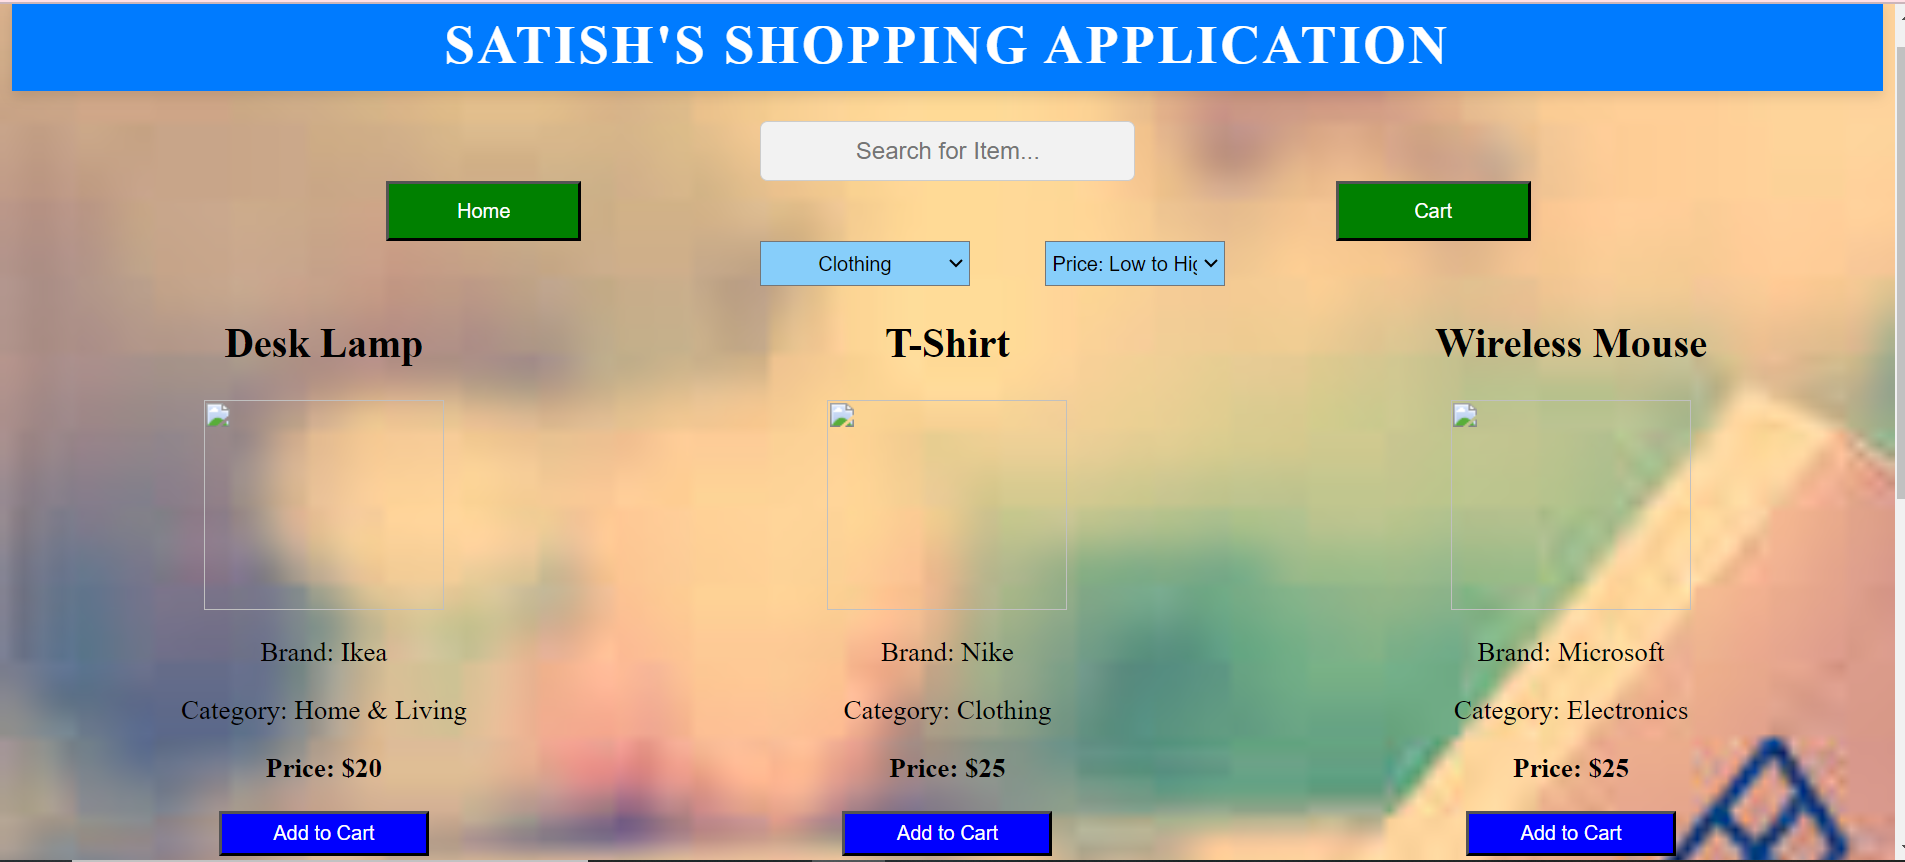 SATISH'S SHOPPING APPLICATION
Search for Item...
Home
Cart
Clothing
Price: Low to Hig
Desk Lamp
T-Shirt
Wireless Mouse
Brand: Ikea
Brand: Nike
Brand: Microsoft
Category: Home & Living
Category: Clothing
Category: Electronics
Price: $20
Price: $25
Price: $25
Add to Cart
Add to Cart
Add to Cart